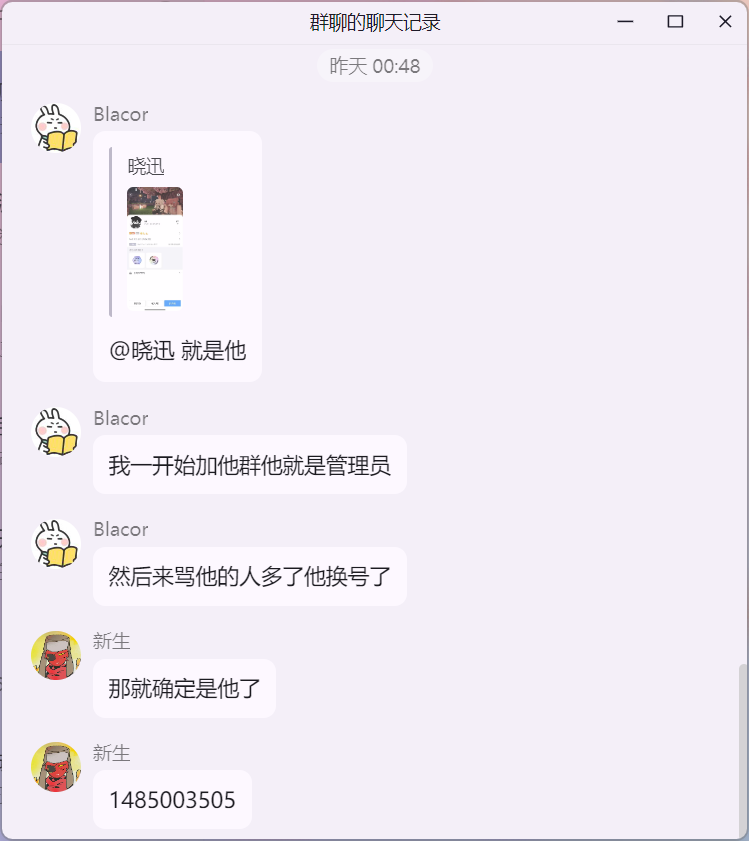 群聊的聊天记录
昨天 00:48
Blacor
晓迅
@晓迅 就是他
Blacor
我一开始加他群他就是管理员
Blacor
然后来骂他的人多了他换号了
新生
那就确定是他了
新生
1485003505